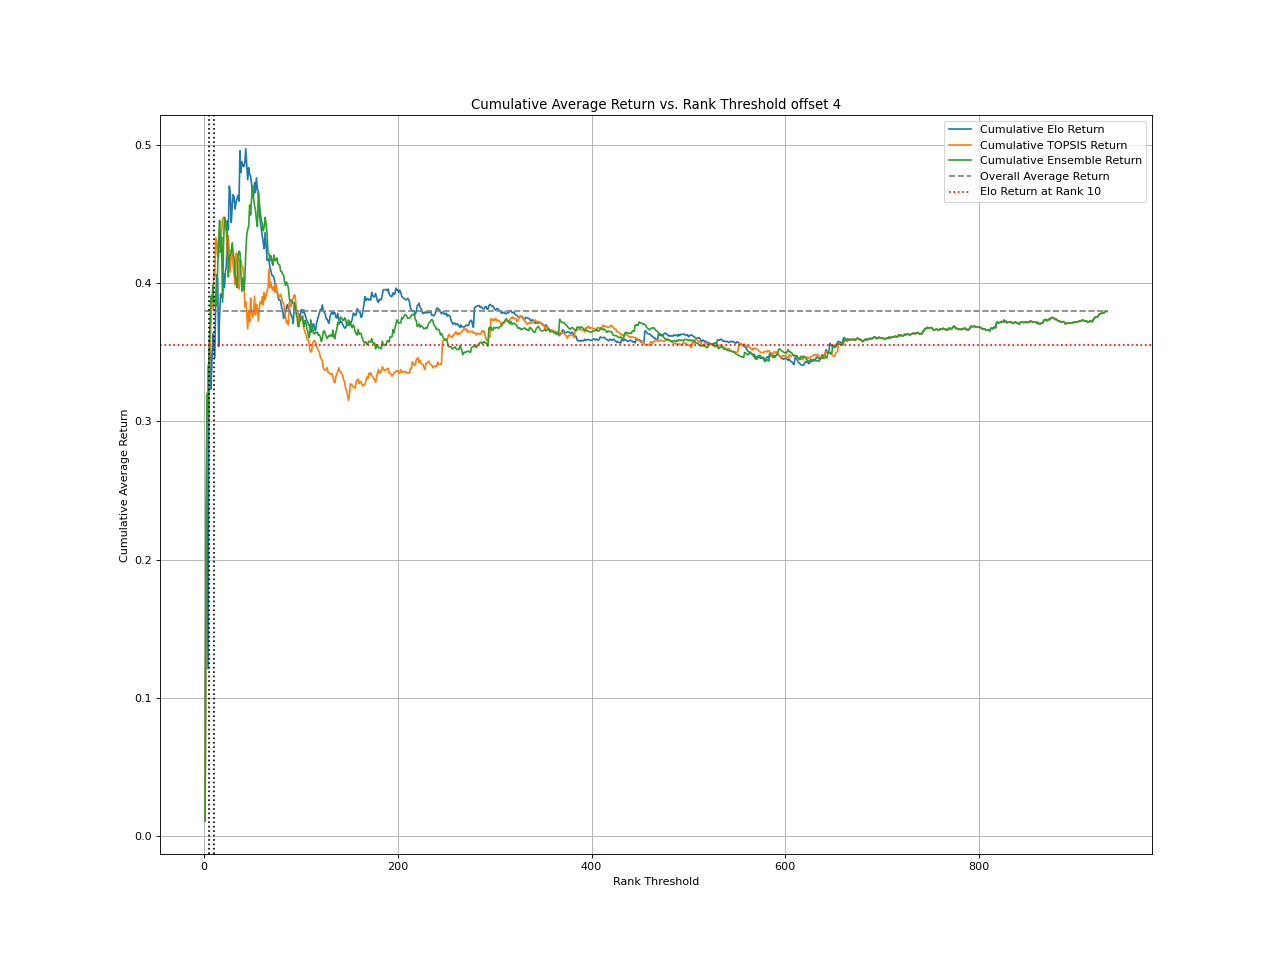 Cumulative Average Return vs. Rank Threshold offset 4
Cumulative Elo Return
Cumulative TOPSIS Return
Cumulative Ensemble Return
Overall Average Return
Elo Return at Rank 10
Cumulative Average Return
0.5
0.4
0.3
0.2
0.1
0.0
0 200 400 600 800
Rank Threshold